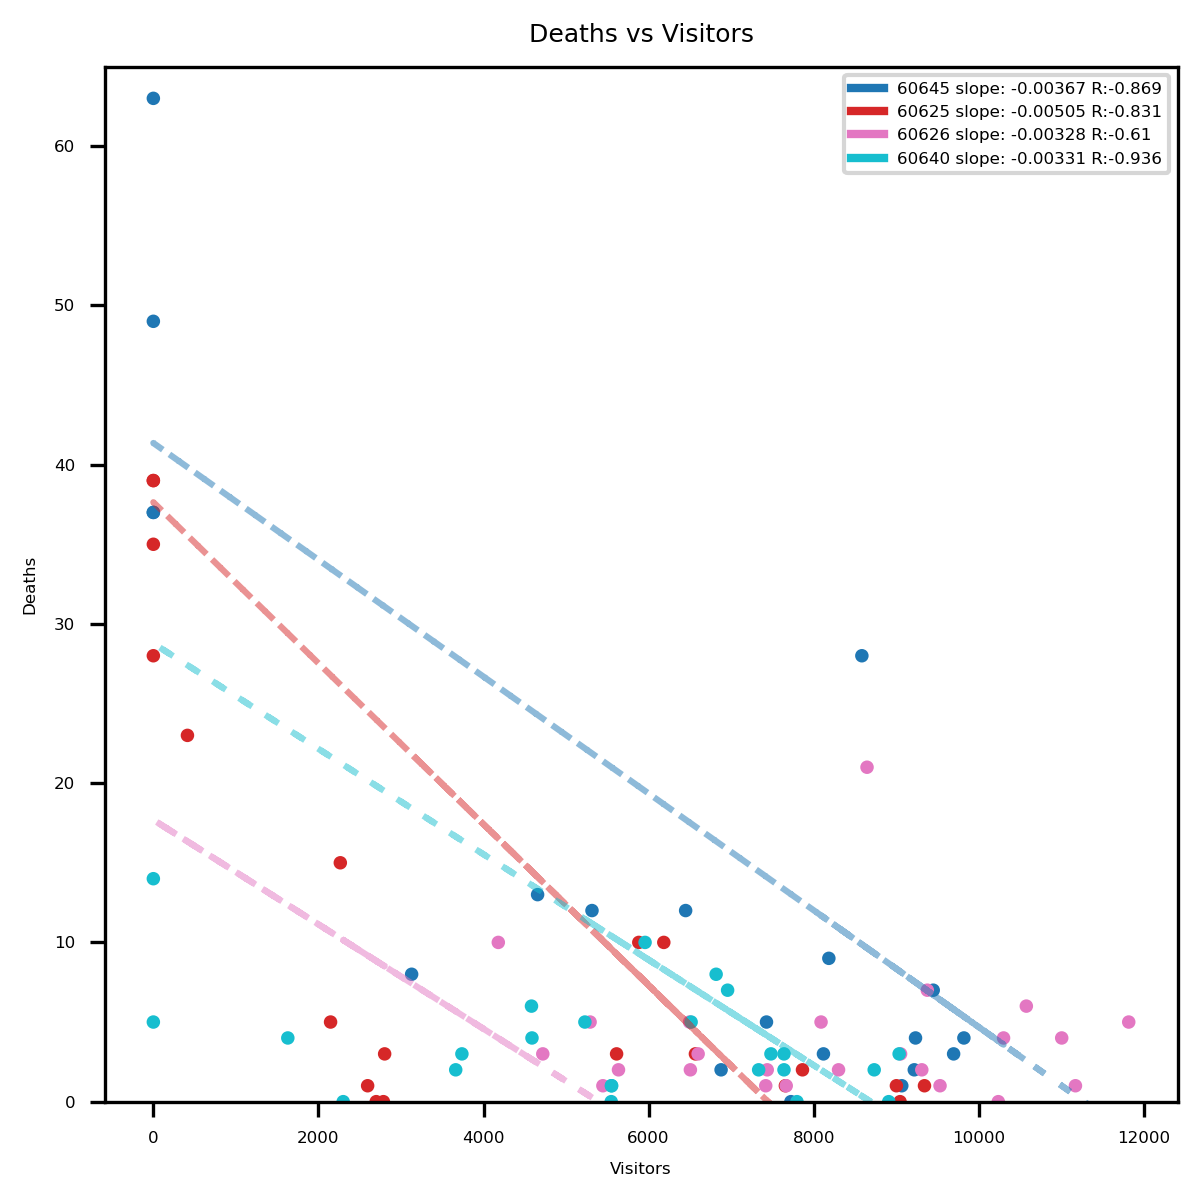 Deaths vs Visitors
60645 slope: -0.00367 R:-0.869
60625 slope: -0.00505 R:-0.831
60626 slope: -0.00328 R:-0.61
60640 slope: -0.00331 R:-0.936
60
50
40
30
20
10
0
Deaths
0 2000 4000 6000 8000 10000 12000
Visitors